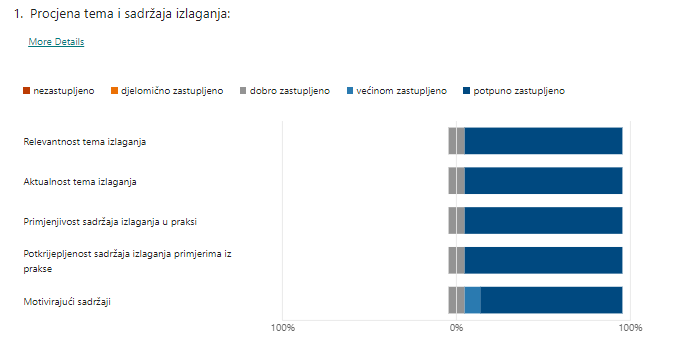 1. Procjena tema i sadržaja izlaganja:
More Details
nezastupljeno djelomično zastupljeno dobro zastupljeno većinom zastupljeno potpuno zastupljeno
Relevantnost tema izlaganja
Aktualnost tema izlaganja
Primjenjivost sadržaja izlaganja u praksi
Potkrijepljenost sadržaja izlaganja primjerima iz
prakse
Motivirajući sadržaji
100% 0% 100%